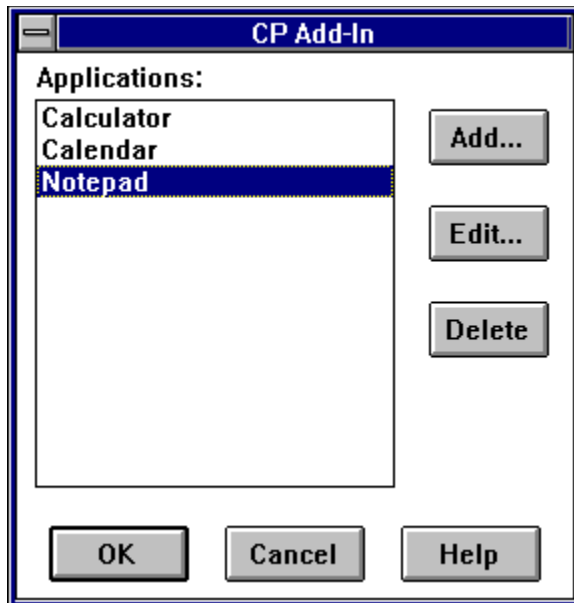 CP Add-In
Applications:
Calculator
Calendar
Notepad
Add...
Edit...
Delete
OK
Cancel
Help